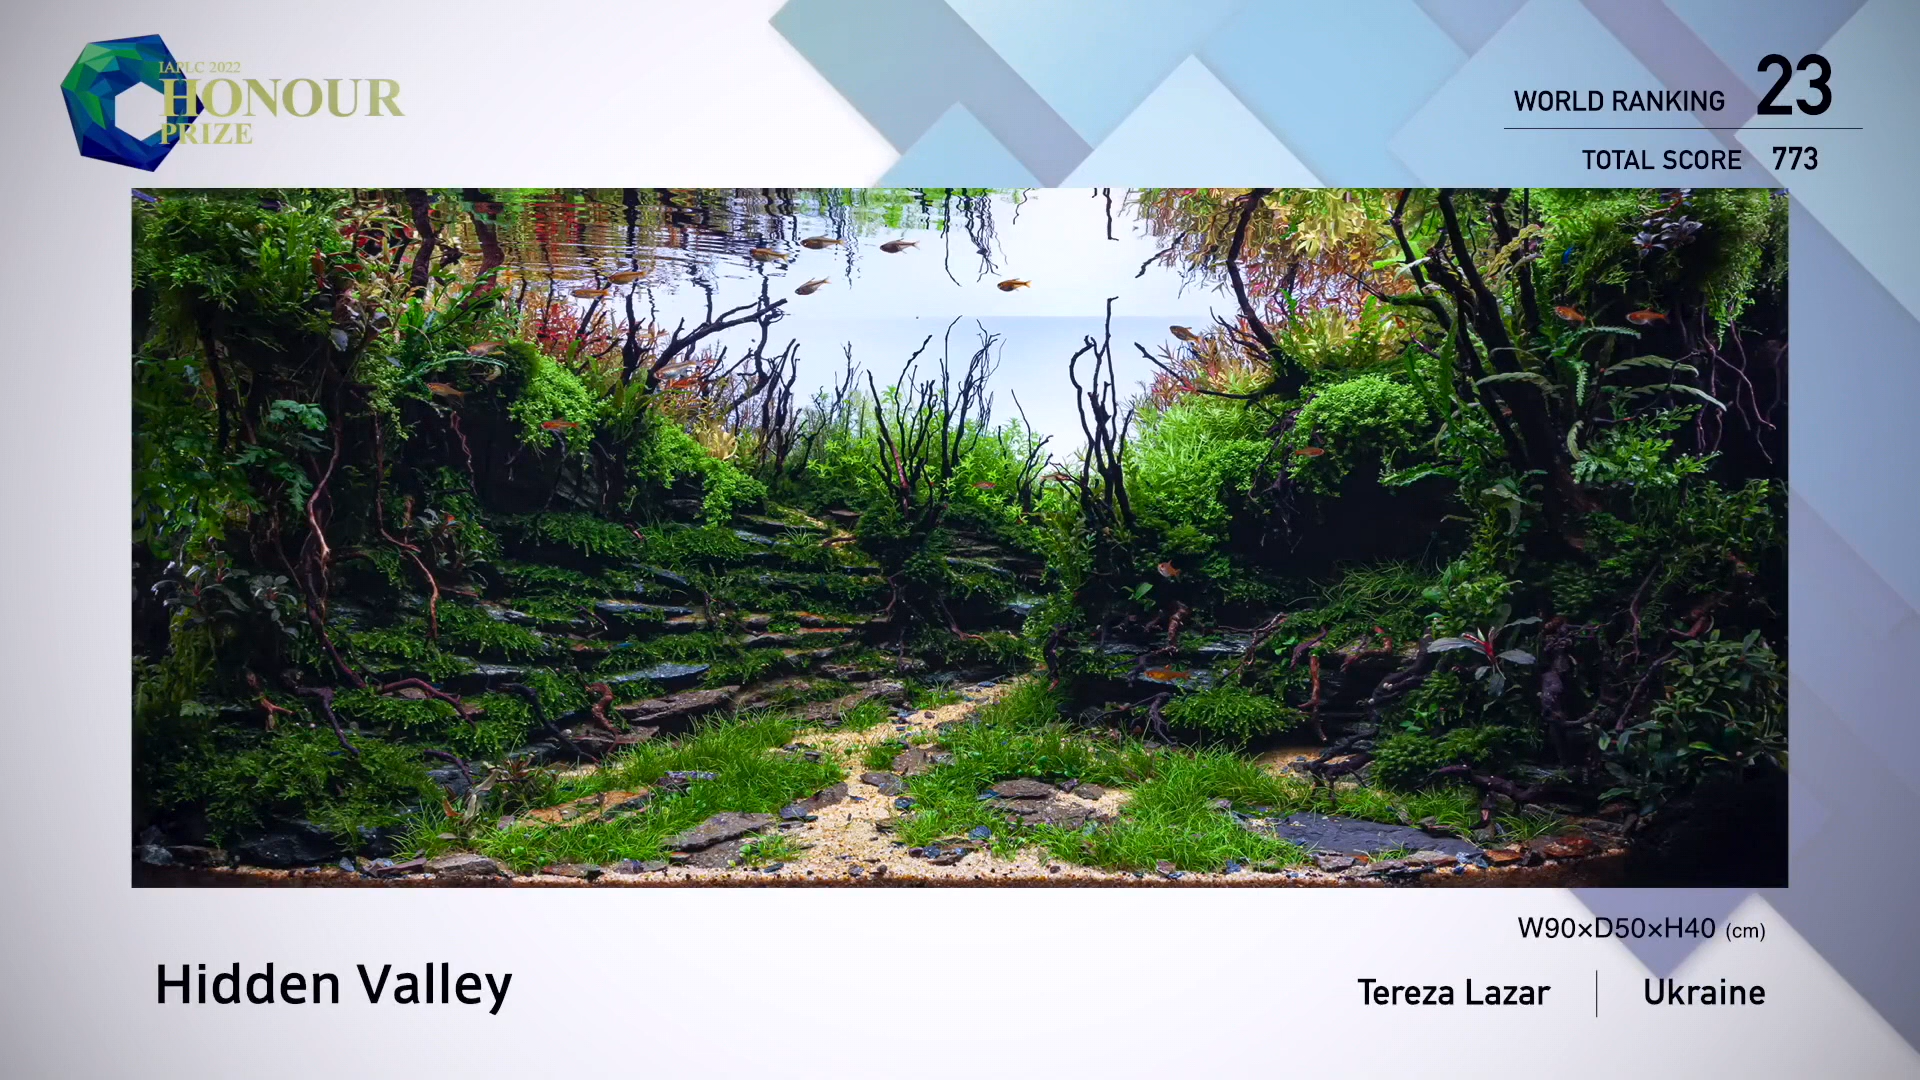 IAPLC 2022
HONOUR
PRIZE
WORLD RANKING 23
TOTAL SCORE 773
W90×D50×H40 (cm)
Hidden Valley
Tereza Lazar | Ukraine